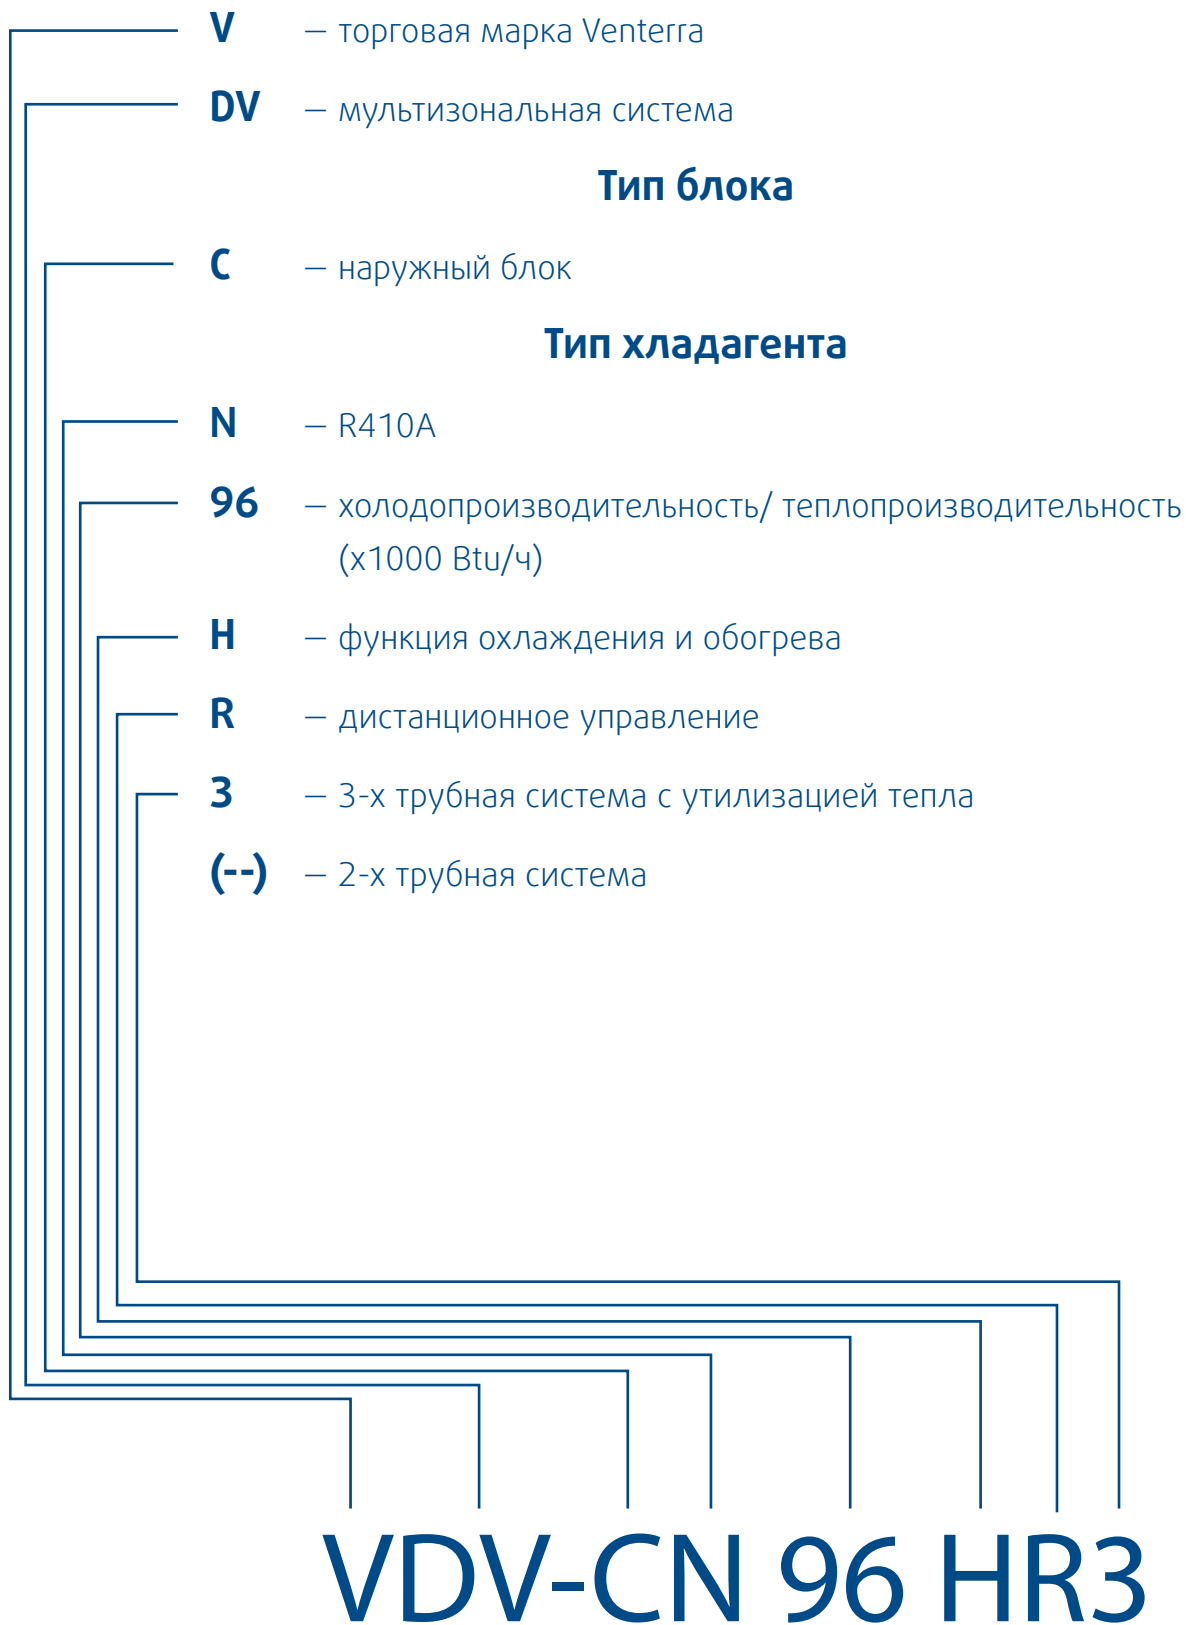 V – торговая марка Venterra
DV – мультизональная система
Тип блока
C – наружный блок
Тип хладагента
N – R410A
96 – холодопроизводительность/ теплопроизводительность
(x1000 Btu/ч)
H – функция охлаждения и обогрева
R – дистанционное управление
3 – 3-х трубная система с утилизацией тепла
(--) – 2-х трубная система
VDV-CN 96 HR3